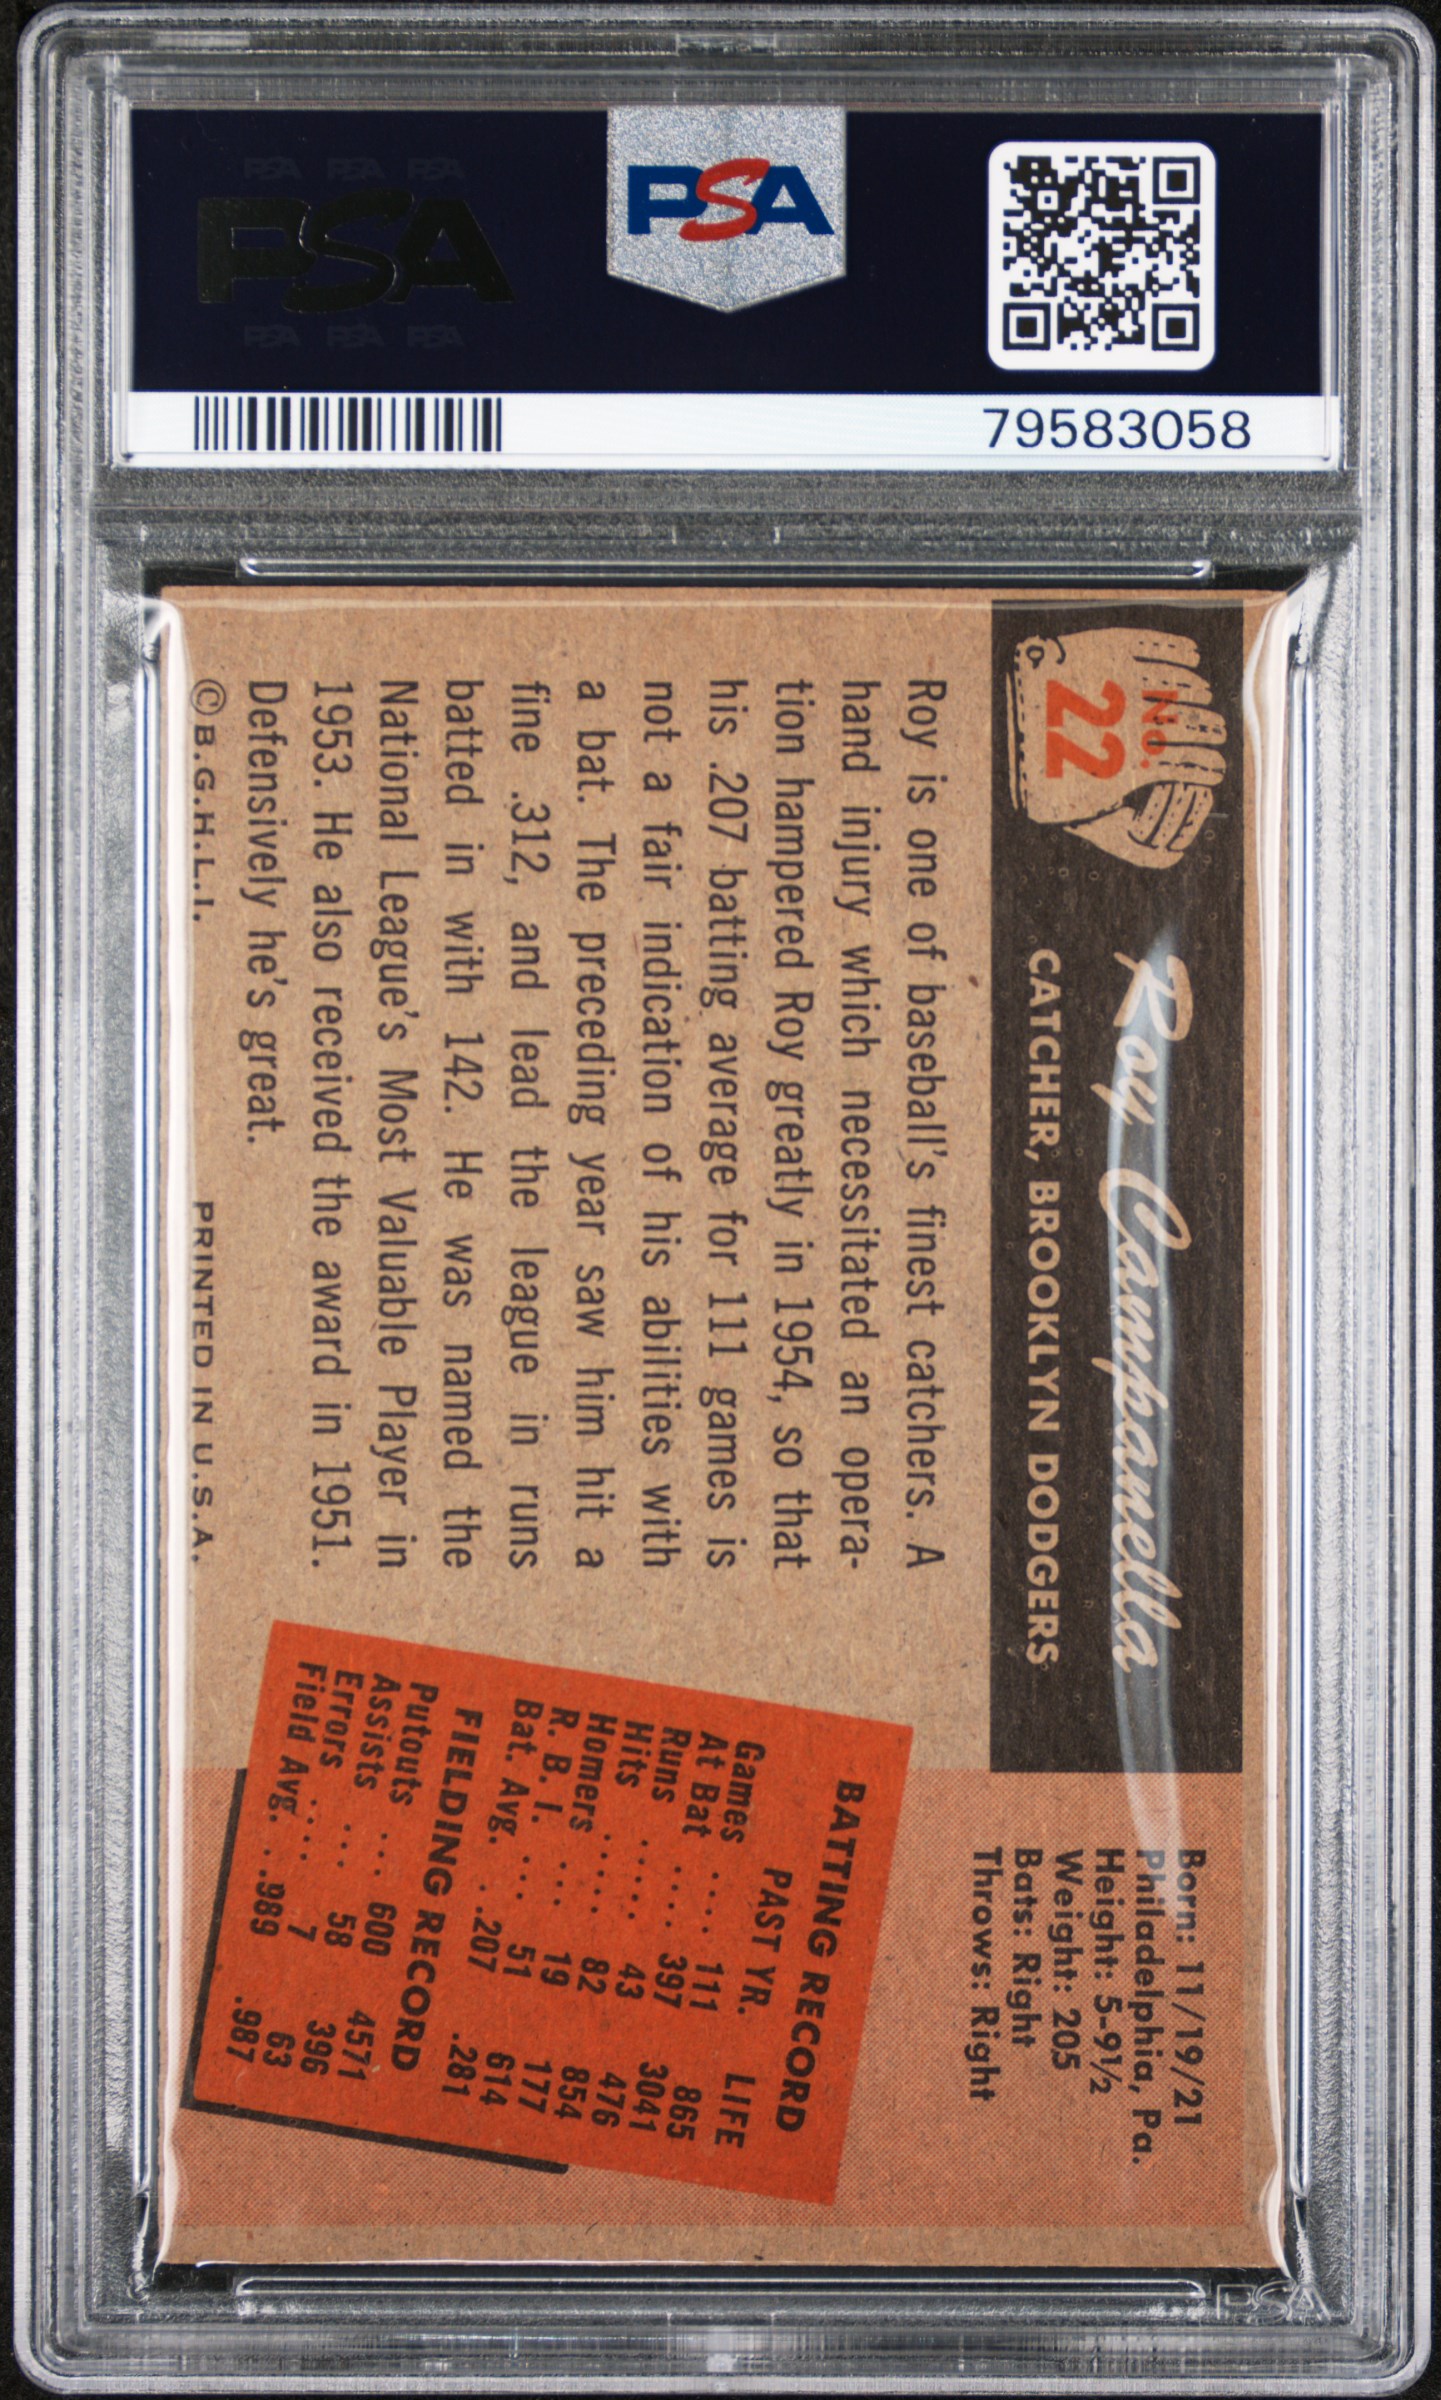 PSA PSA PSA
PSA
PSA PSA PSA
PSA
79583058
No.
22
Roy Campanella
CATCHER, BROOKLYN DODGERS
Born: 11/19/21
Philadelphia, Pa.
Height: 5-9½
Weight: 205
Bats: Right
Throws: Right
Roy is one of baseball's finest catchers. A
hand injury which necessitated an opera-
tion hampered Roy greatly in 1954, so that
his .207 batting average for 111 games is
not a fair indication of his abilities with
a bat. The preceding year saw him hit a
fine .312, and lead the league in runs
batted in with 142. He was named the
National League's Most Valuable Player in
1953. He also received the award in 1951.
Defensively he's great.
©B.G.H.L.I. PRINTED IN U.S.A.
BATTING RECORD
PAST YR. LIFE
Games .... 111 865
At Bat .... 397 3041
Runs ..... 43 476
Hits ..... 82 854
Homers .... 19 177
R. B. I. ... 51 614
Bat. Avg. . .207 .281
FIELDING RECORD
Putouts ... 600 4571
Assists ... 58 396
Errors .... 7 63
Field Avg. . .989 .987
PSA